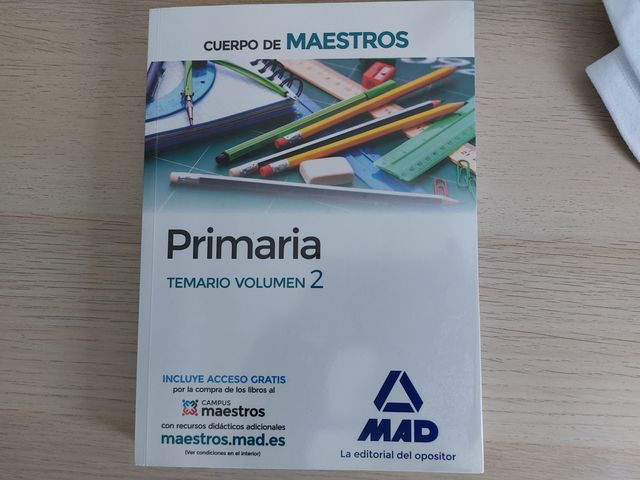 CUERPO DE MAESTROS
Primaria
TEMARIO VOLUMEN 2
INCLUYE ACCESO GRATIS
por la compra de los libros al
CAMPUS
maestros
con recursos didácticos adicionales
maestros.mad.es
(Ver condiciones en el interior)
MAD
La editorial del opositor